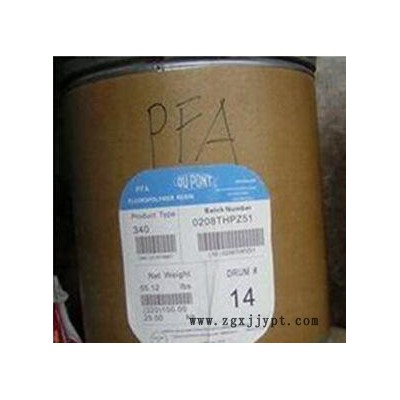 PFA
PFA
DU PONT
FLUOROPOLYMER RESIN
Product Type
340
Batch Number
0208THPZ51
Net Weight
55.12 lbs
25.00
DRUM #
14
www.zgxjjypt.com